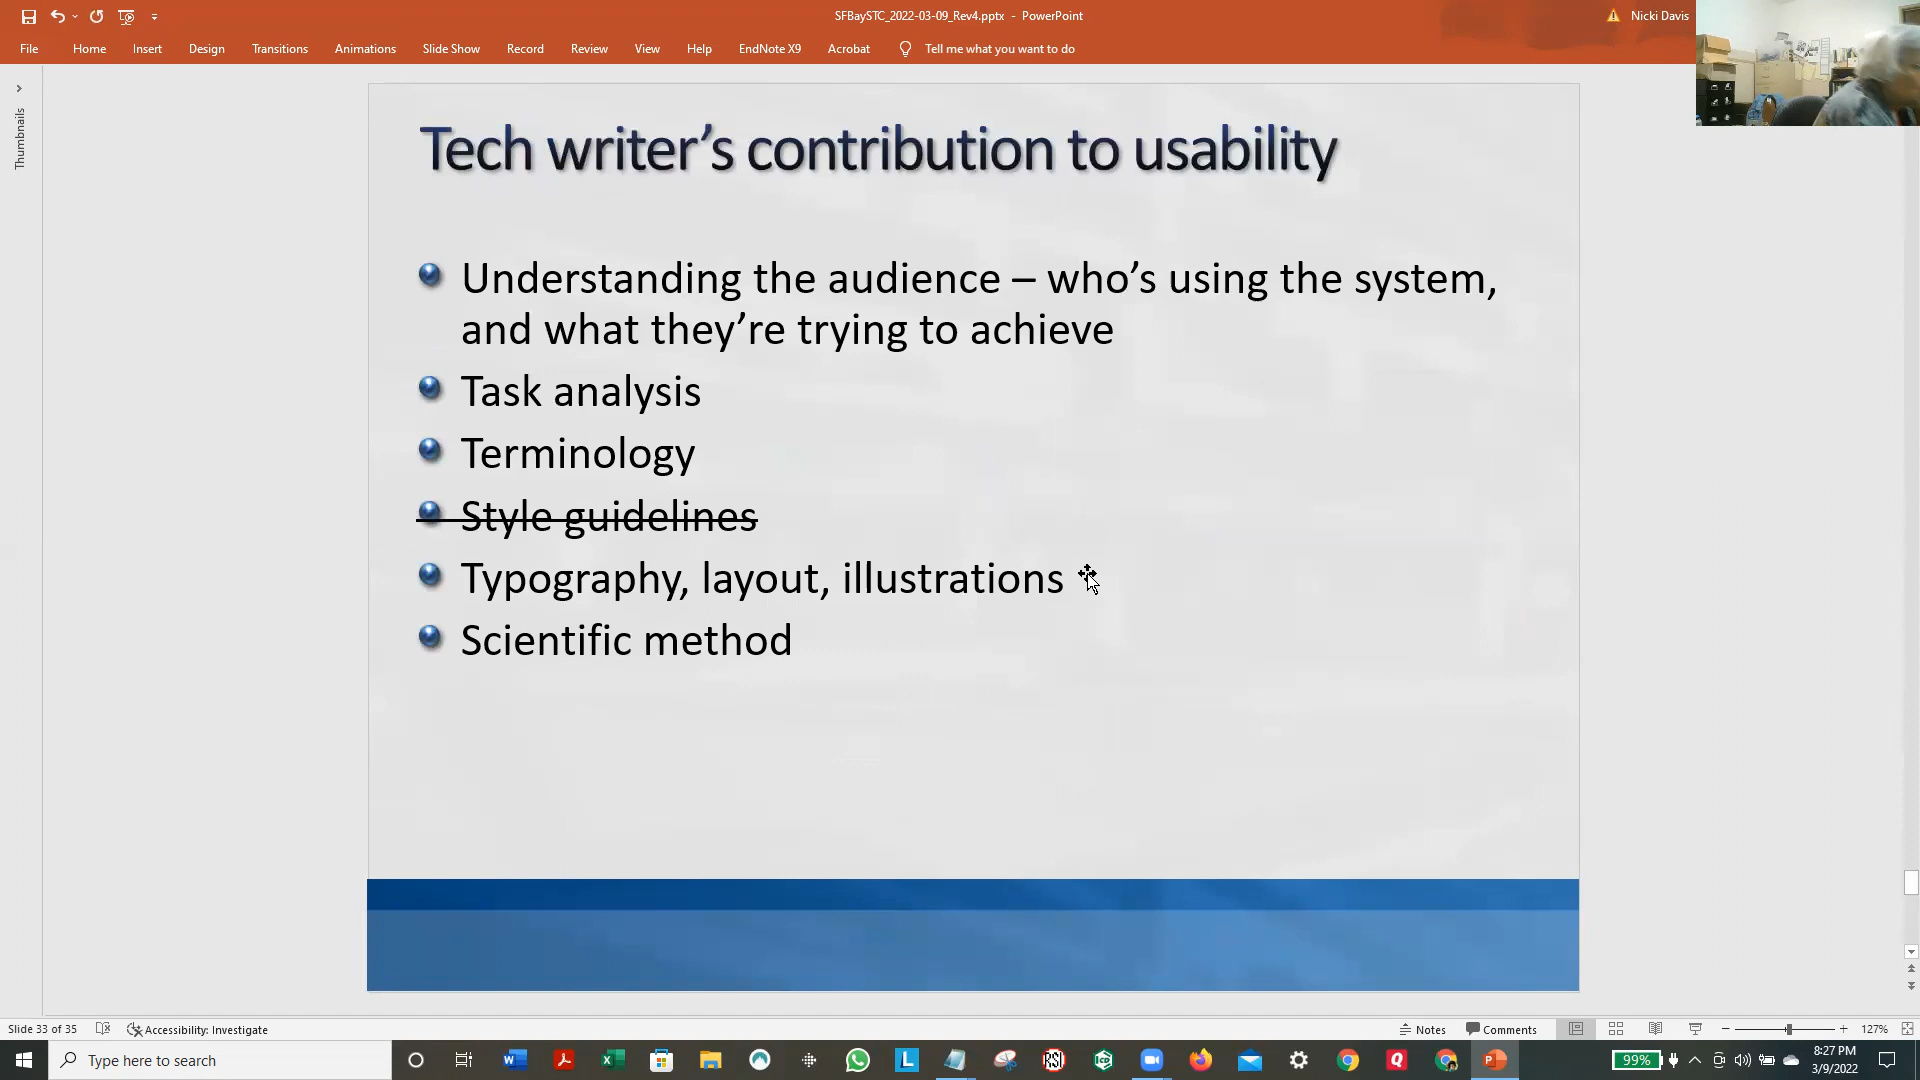 SFBaySTC_2022-03-09_Rev4.pptx - PowerPoint
Nicki Davis
File Home Insert Design Transitions Animations Slide Show Record Review View Help EndNote X9 Acrobat Tell me what you want to do
Thumbnails
Tech writer’s contribution to usability
Understanding the audience – who’s using the system,
and what they’re trying to achieve
Task analysis
Terminology
Style guidelines
Typography, layout, illustrations
Scientific method
Slide 33 of 35 Accessibility: Investigate Notes Comments 127%
Type here to search
99%
8:27 PM
3/9/2022